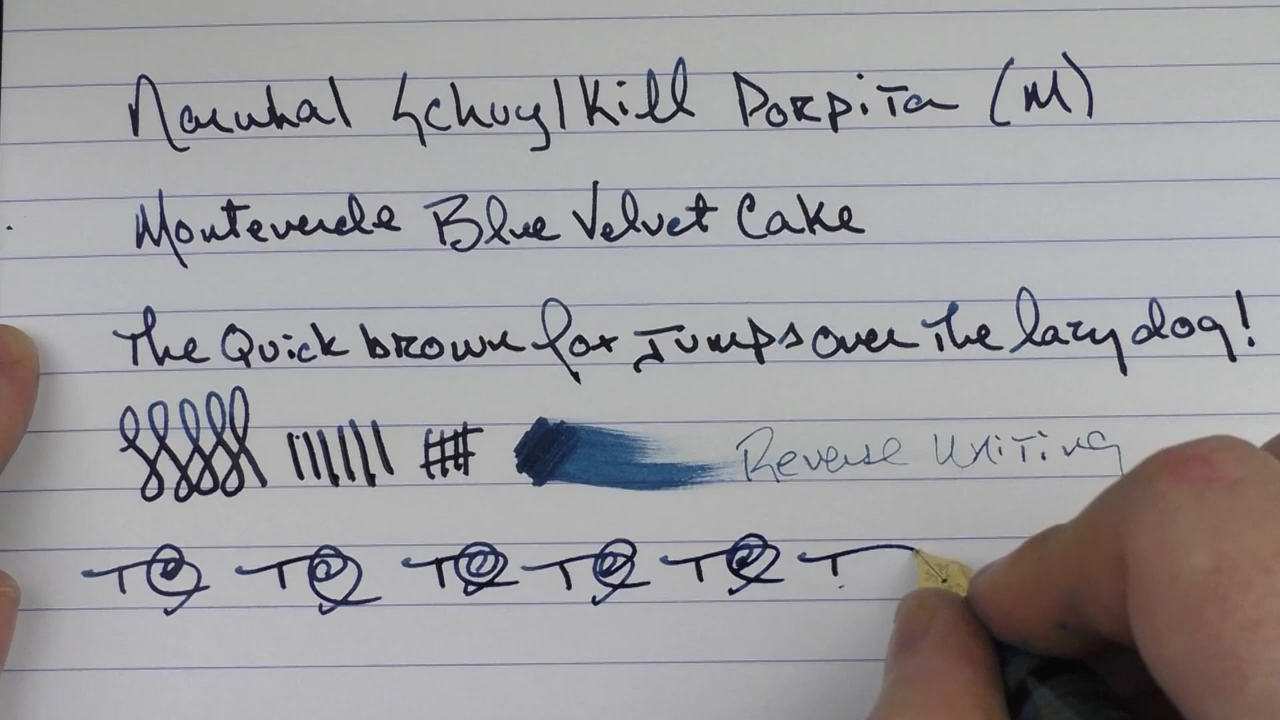 Narwhal Schuylkill Porpita (M)
Monteverde Blue Velvet Cake
The Quick brown fox Jumps over The lazy dog!
Reverse Writing